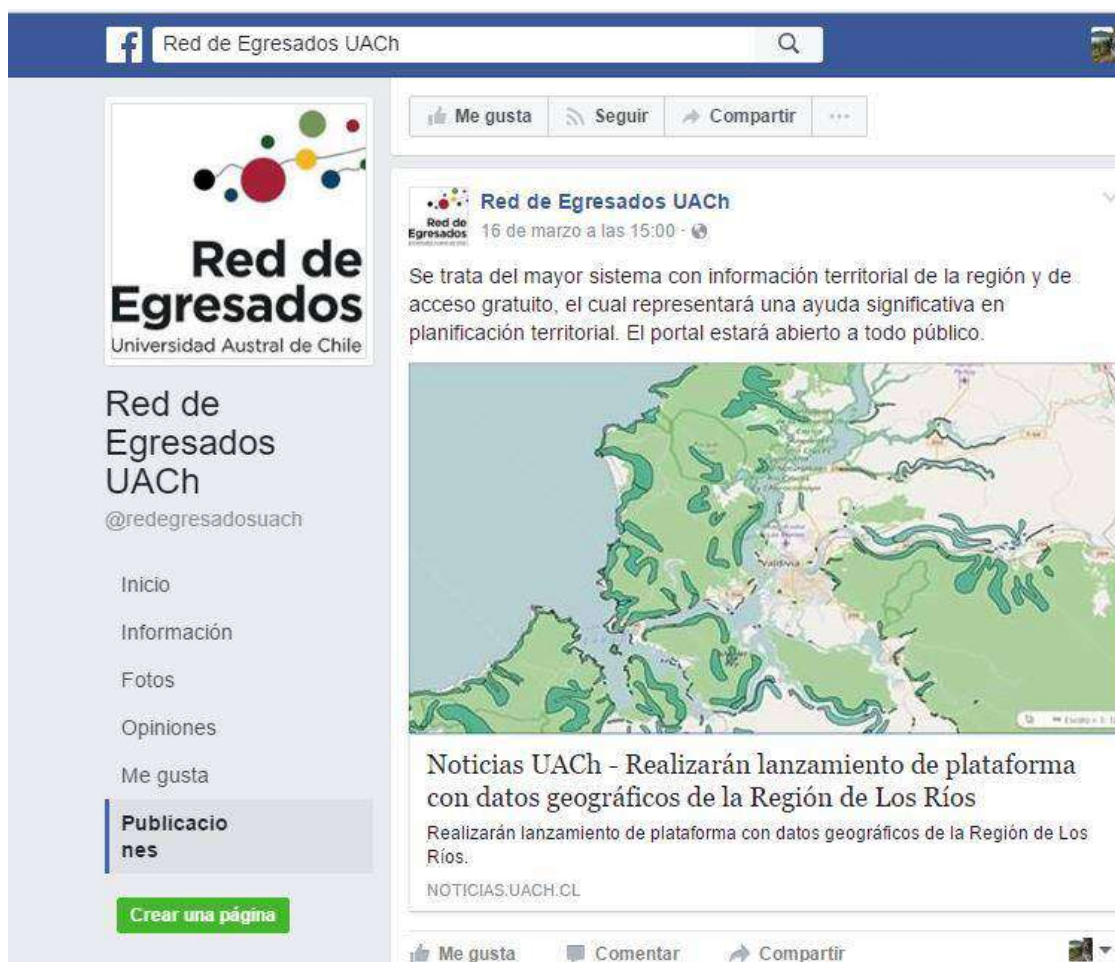 Red de Egresados UACh
Me gusta Seguir Compartir
Red de
Egresados
Universidad Austral de Chile
Red de
Egresados
UACh
@redegresadosuach
Inicio
Información
Fotos
Opiniones
Me gusta
Publicacio
nes
Crear una página
Red de
Egresados
Red de Egresados UACh
16 de marzo a las 15:00
Se trata del mayor sistema con información territorial de la región y de
acceso gratuito, el cual representará una ayuda significativa en
planificación territorial. El portal estará abierto a todo público.
Valdivia
Noticias UACh - Realizarán lanzamiento de plataforma
con datos geográficos de la Región de Los Ríos
Realizarán lanzamiento de plataforma con datos geográficos de la Región de Los
Ríos.
NOTICIAS.UACH.CL
Me gusta Comentar Compartir